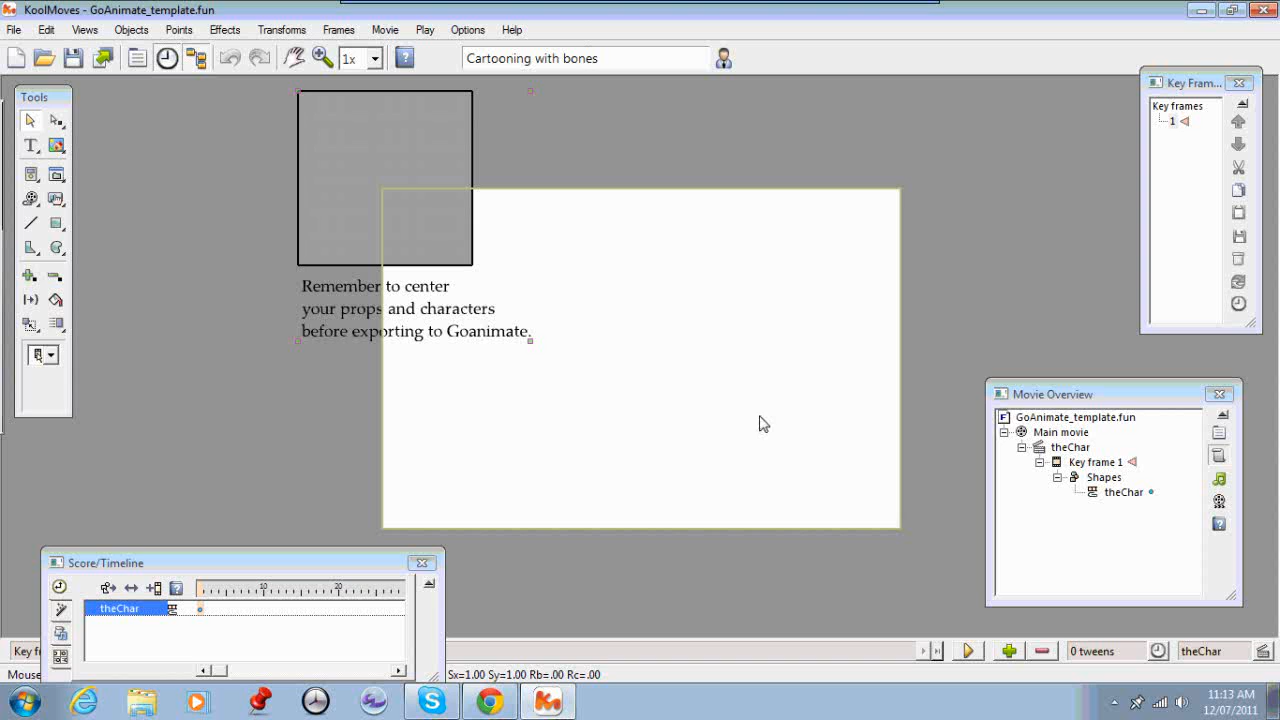 KoolMoves - GoAnimate_template.fun
File Edit Views Objects Points Effects Transforms Frames Movie Play Options Help
1x
Cartooning with bones
Tools
Key Fram...
Key frames
1
Remember to center
your props and characters
before exporting to Goanimate.
Movie Overview
GoAnimate_template.fun
Main movie
theChar
Key frame 1
Shapes
theChar
Score/Timeline
10 20
theChar
Key fr
0 tweens
theChar
Mouse
Sx=1.00 Sy=1.00 Rb=.00 Rc=.00
11:13 AM
12/07/2011